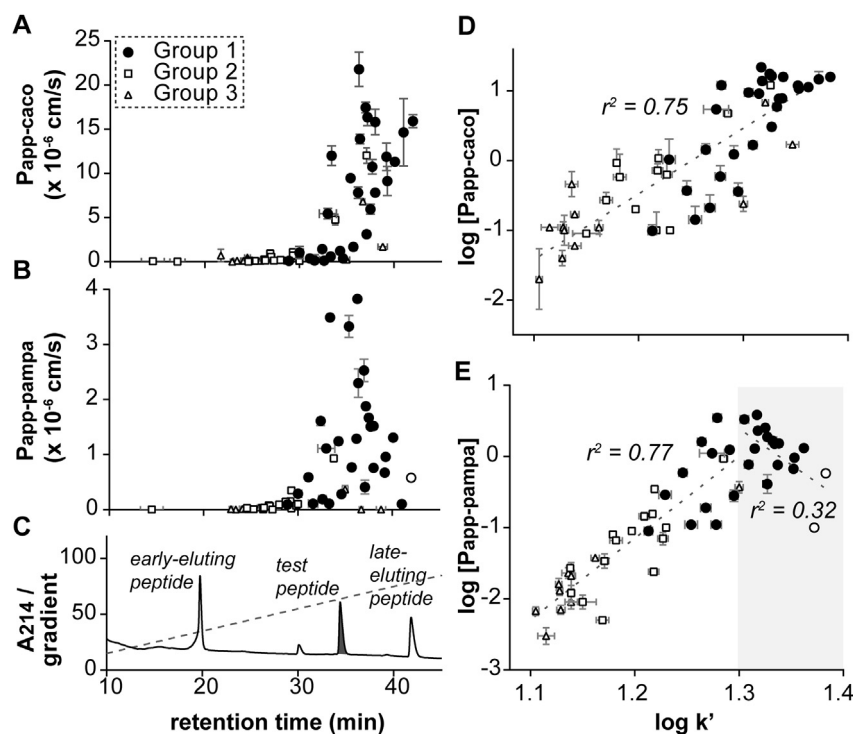 A
25
20
15
10
5
0
Papp-caco
(x 10⁻⁶ cm/s)
Group 1
Group 2
Group 3
B
4
3
2
1
0
Papp-pampa
(x 10⁻⁶ cm/s)
C
100
50
0
A214 /
gradient
early-eluting
peptide
test
peptide
late-
eluting
peptide
10 20 30 40
retention time (min)
D
1
0
-1
-2
log [Papp-caco]
r² = 0.75
E
1
0
-1
-2
-3
log [Papp-pampa]
r² = 0.77
r² = 0.32
1.1 1.2 1.3 1.4
log k’